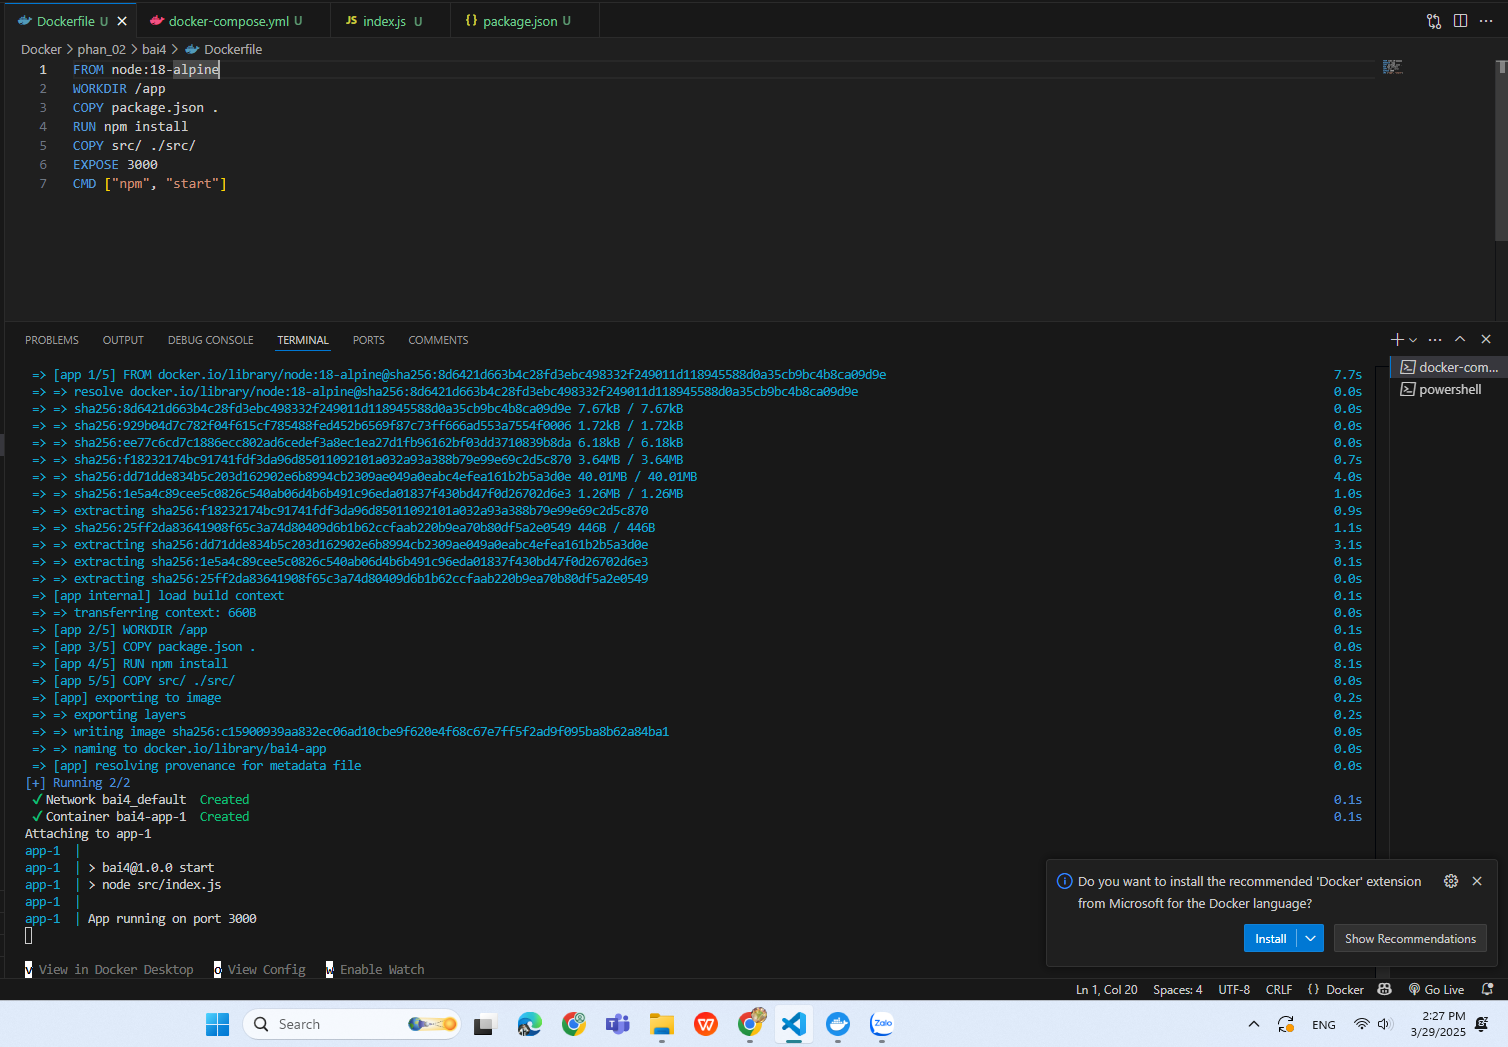 Dockerfile U
docker-compose.yml U
JS index.js U
{} package.json U
Docker > phan_02 > bai4 > Dockerfile
1 FROM node:18-alpine
2 WORKDIR /app
3 COPY package.json .
4 RUN npm install
5 COPY src/ ./src/
6 EXPOSE 3000
7 CMD ["npm", "start"]
PROBLEMS OUTPUT DEBUG CONSOLE TERMINAL PORTS COMMENTS
docker-com...
powershell
=> [app 1/5] FROM docker.io/library/node:18-alpine@sha256:8d6421d663b4c28fd3ebc498332f249011d118945588d0a35cb9bc4b8ca09d9e 7.7s
=> => resolve docker.io/library/node:18-alpine@sha256:8d6421d663b4c28fd3ebc498332f249011d118945588d0a35cb9bc4b8ca09d9e 0.0s
=> => sha256:8d6421d663b4c28fd3ebc498332f249011d118945588d0a35cb9bc4b8ca09d9e 7.67kB / 7.67kB 0.0s
=> => sha256:929b04d7c782f04f615cf785488fed452b6569f87c73ff666ad553a7554f0006 1.72kB / 1.72kB 0.0s
=> => sha256:ee77c6cd7c1886ecc802ad6cedef3a8ec1ea27d1fb96162bf03dd3710839b8da 6.18kB / 6.18kB 0.0s
=> => sha256:f18232174bc91741fdf3da96d85011092101a032a93a388b79e99e69c2d5c870 3.64MB / 3.64MB 0.7s
=> => sha256:dd71dde834b5c203d162902e6b8994cb2309ae049a0eabc4efea161b2b5a3d0e 40.01MB / 40.01MB 4.0s
=> => sha256:1e5a4c89cee5c0826c540ab06d4b6b491c96eda01837f430bd47f0d26702d6e3 1.26MB / 1.26MB 1.0s
=> => extracting sha256:f18232174bc91741fdf3da96d85011092101a032a93a388b79e99e69c2d5c870 0.9s
=> => sha256:25ff2da83641908f65c3a74d80409d6b1b62ccfaab220b9ea70b80df5a2e0549 446B / 446B 1.1s
=> => extracting sha256:dd71dde834b5c203d162902e6b8994cb2309ae049a0eabc4efea161b2b5a3d0e 3.1s
=> => extracting sha256:1e5a4c89cee5c0826c540ab06d4b6b491c96eda01837f430bd47f0d26702d6e3 0.1s
=> => extracting sha256:25ff2da83641908f65c3a74d80409d6b1b62ccfaab220b9ea70b80df5a2e0549 0.0s
=> [app internal] load build context 0.1s
=> => transferring context: 660B 0.0s
=> [app 2/5] WORKDIR /app 0.1s
=> [app 3/5] COPY package.json . 0.0s
=> [app 4/5] RUN npm install 8.1s
=> [app 5/5] COPY src/ ./src/ 0.0s
=> [app] exporting to image 0.2s
=> => exporting layers 0.2s
=> => writing image sha256:c15900939aa832ec06ad10cbe9f620e4f68c67e7ff5f2ad9f095ba8b62a84ba1 0.0s
=> => naming to docker.io/library/bai4-app 0.0s
=> [app] resolving provenance for metadata file 0.0s
[+] Running 2/2
✓Network bai4_default Created 0.1s
✓Container bai4-app-1 Created 0.1s
Attaching to app-1
app-1 |
app-1 | > bai4@1.0.0 start
app-1 | > node src/index.js
app-1 |
app-1 | App running on port 3000
v View in Docker Desktop o View Config w Enable Watch
Do you want to install the recommended 'Docker' extension
from Microsoft for the Docker language?
Install
Show Recommendations
Ln 1, Col 20 Spaces: 4 UTF-8 CRLF {} Docker Go Live
Search
Zalo
ENG
2:27 PM
3/29/2025